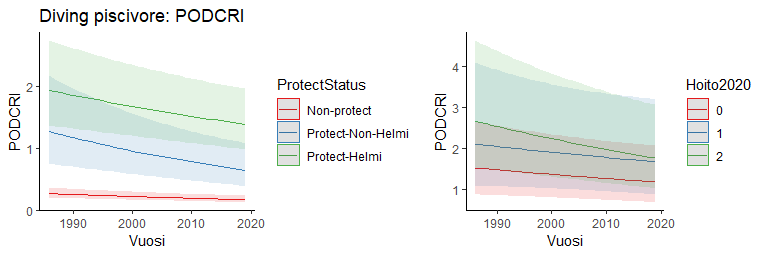 Diving piscivore: PODCRI
PODCRI
2
1
0
1990
2000
2010
2020
Vuosi
ProtectStatus
Non-protect
Protect-Non-Helmi
Protect-Helmi
PODCRI
4
3
2
1
1990
2000
2010
2020
Vuosi
Hoito2020
0
1
2